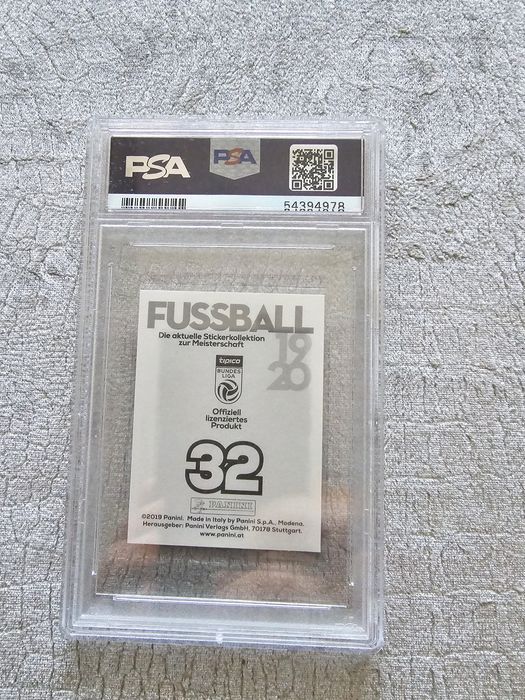 PSA
PSA
54394978
FUSSBALL
Die aktuelle Stickerkollektion
zur Meisterschaft
19
20
tipico
BUNDES
LIGA
Offiziell
lizenziertes
Produkt
32
PANINI
©2019 Panini. Made in Italy by Panini S.p.A., Modena.
Herausgeber: Panini Verlags GmbH, 70178 Stuttgart.
www.panini.at